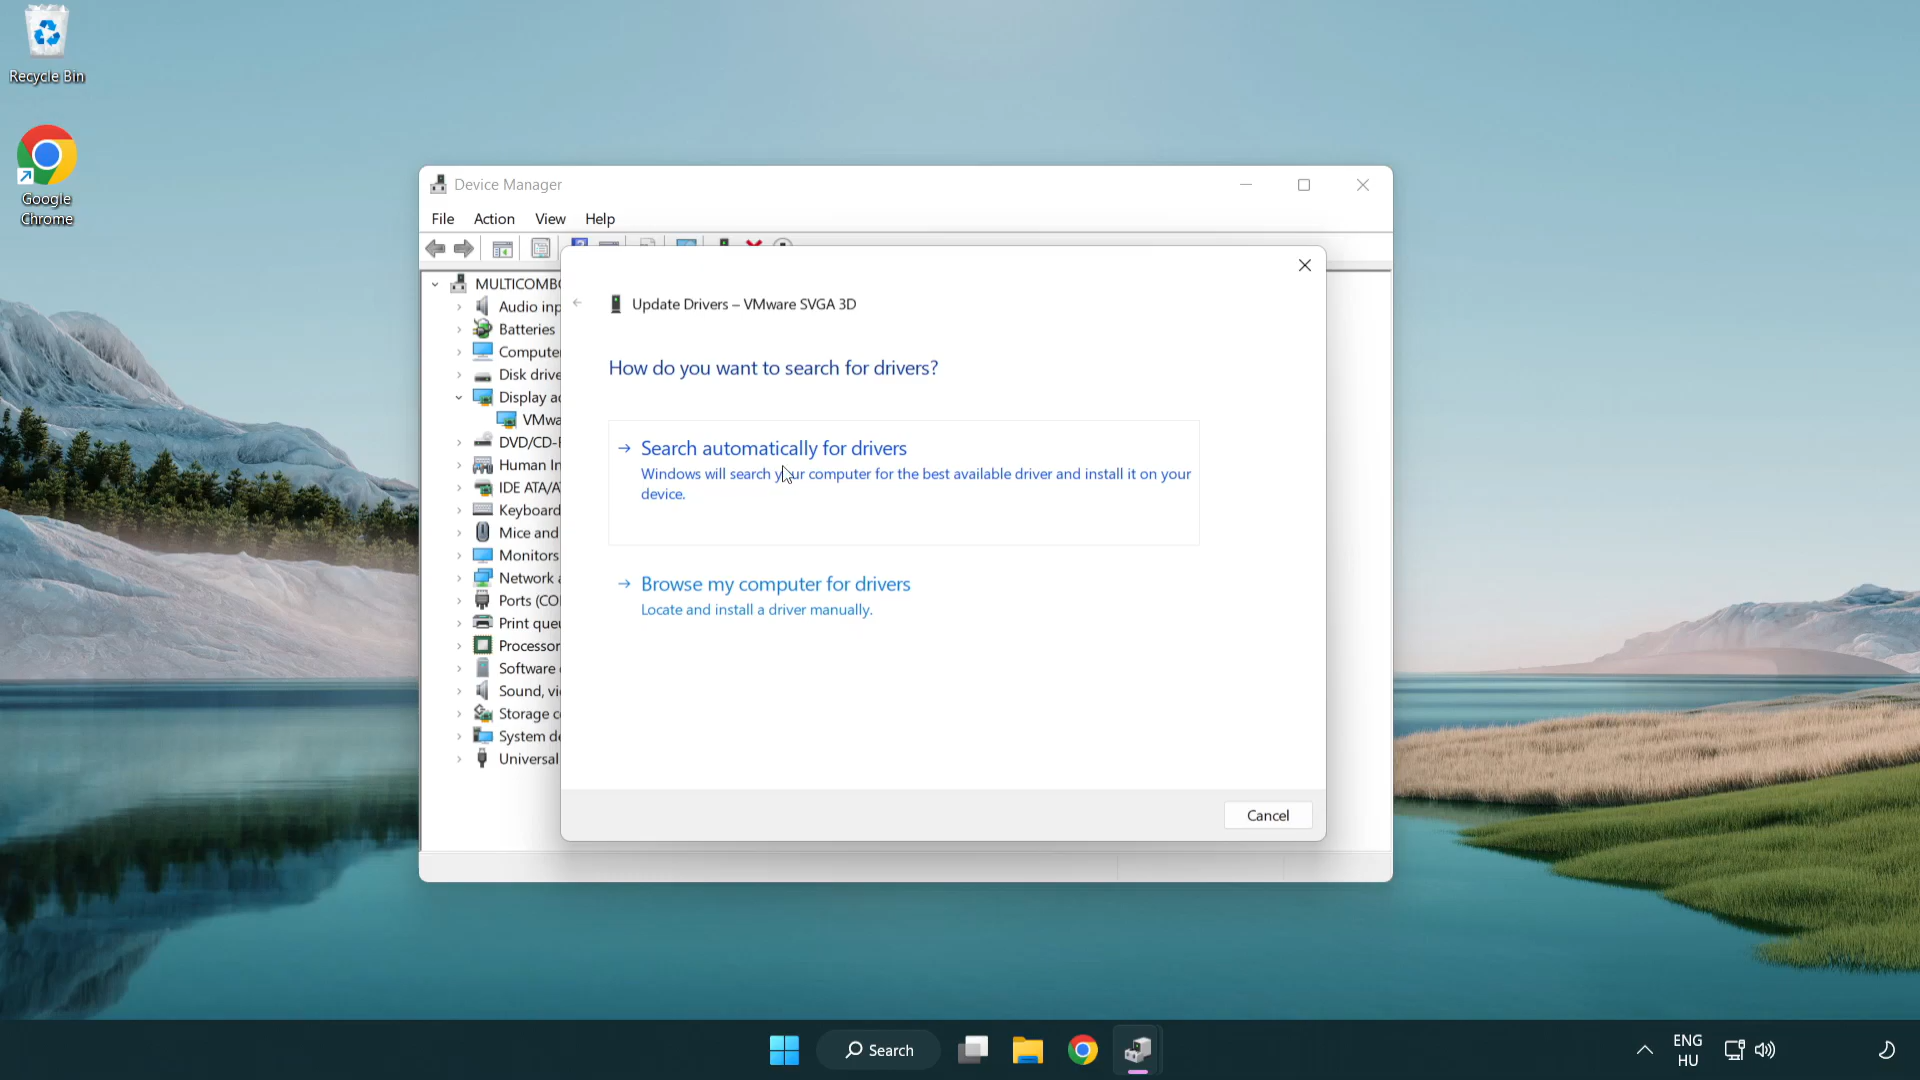 Recycle Bin
Google
Chrome
Device Manager
File Action View Help
MULTICOMBO
Audio inp
Batteries
Compute
Disk drive
Display a
VMwa
DVD/CD-
Human In
IDE ATA/A
Keyboard
Mice and
Monitors
Network a
Ports (CO
Print que
Processor
Software
Sound, vi
Storage c
System de
Universal
Update Drivers – VMware SVGA 3D
How do you want to search for drivers?
Search automatically for drivers
Windows will search your computer for the best available driver and install it on your
device.
Browse my computer for drivers
Locate and install a driver manually.
Cancel
Search
ENG
HU